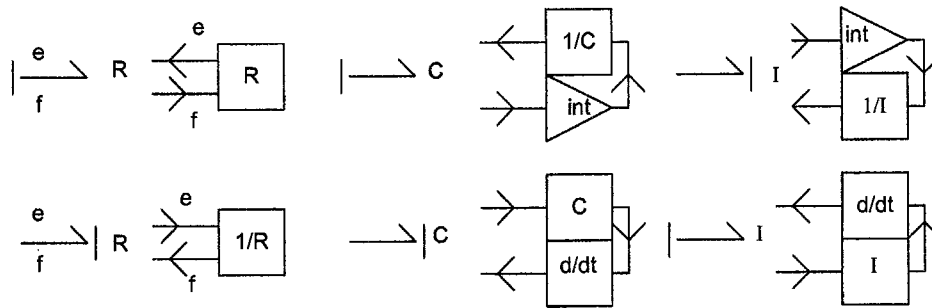 e e 1/C int
R R C I
f f int 1/I
e e C d/dt
R 1/R C I
f f d/dt I